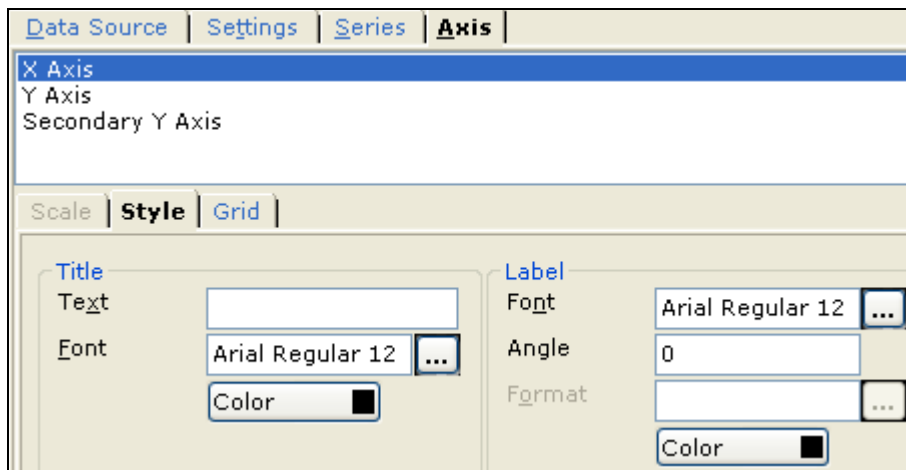 Data Source Settings Series Axis
X Axis
Y Axis
Secondary Y Axis
Scale Style Grid
Title
Text
Font Arial Regular 12 ...
Color
Label
Font Arial Regular 12 ...
Angle 0
Format ...
Color